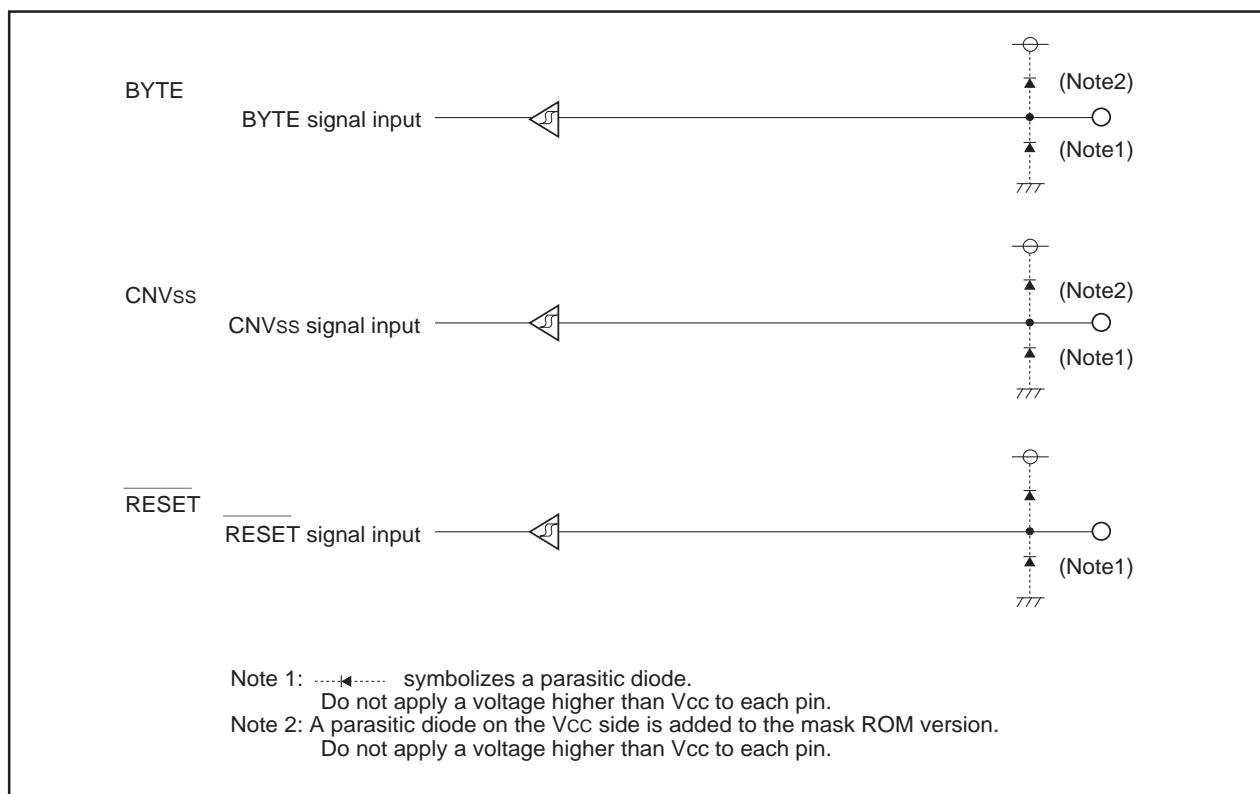 BYTE
(Note2)
BYTE signal input
(Note1)
CNVss
(Note2)
CNVss signal input
(Note1)
RESET
RESET signal input
(Note1)
Note 1: symbolizes a parasitic diode.
Do not apply a voltage higher than Vcc to each pin.
Note 2: A parasitic diode on the VCC side is added to the mask ROM version.
Do not apply a voltage higher than Vcc to each pin.